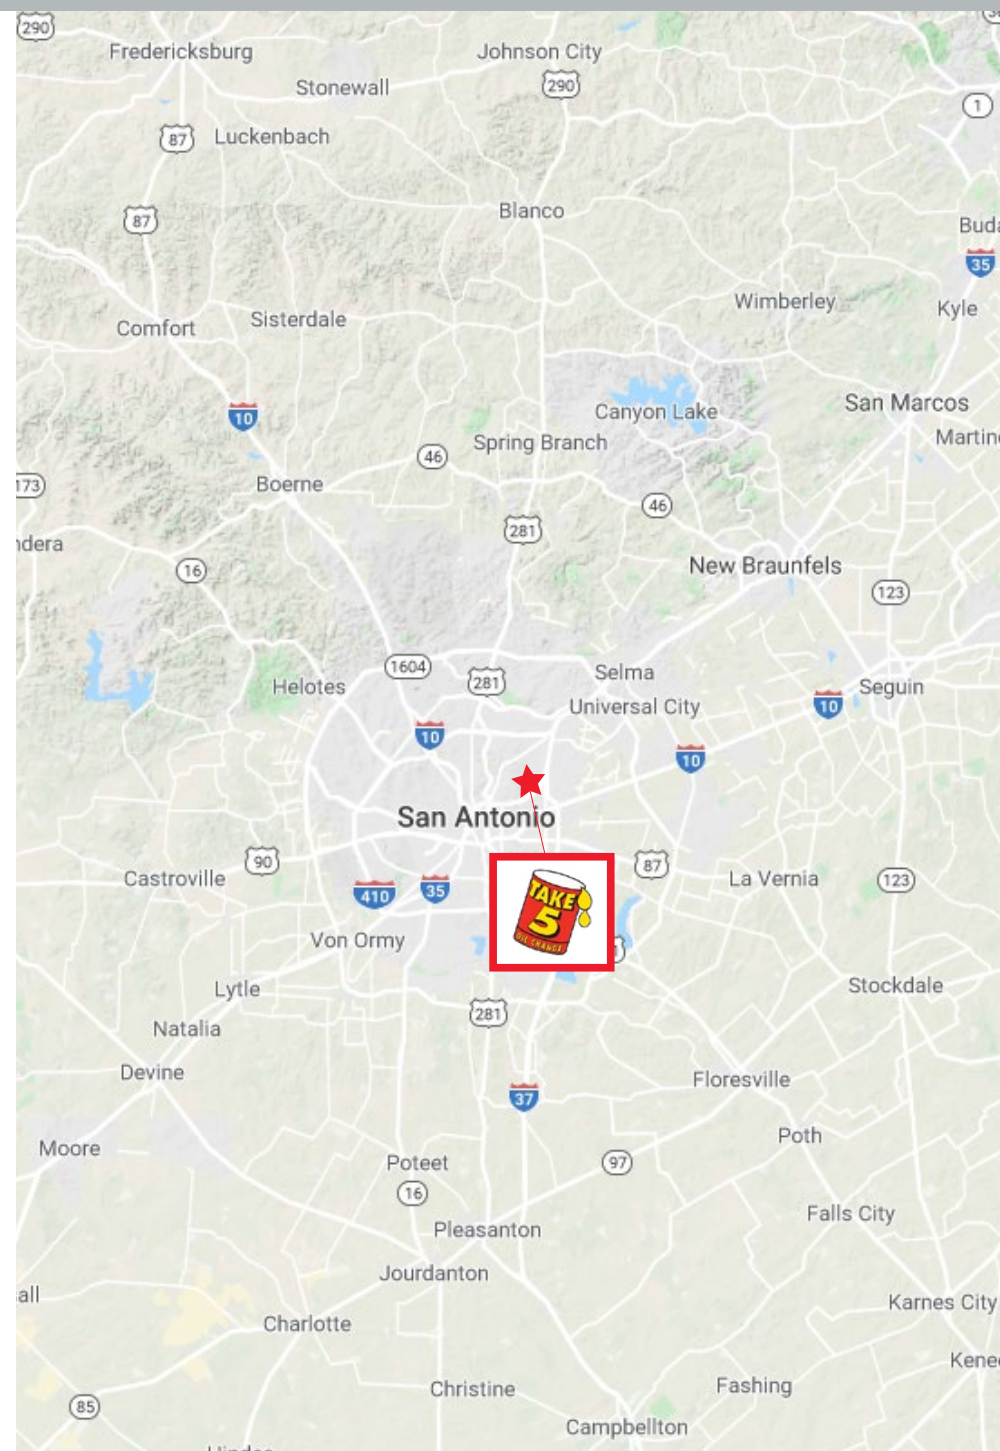 290
Fredericksburg
Johnson City
Stonewall
290
1
87
Luckenbach
87
Blanco
Buda
35
Wimberley
Kyle
Comfort
Sisterdale
10
Canyon Lake
San Marcos
Spring Branch
Martin
46
173
Boerne
46
281
ndera
New Braunfels
16
123
1604
Selma
281
Helotes
Seguin
Universal City
10
10
10
San Antonio
90
87
Castroville
La Vernia
123
410
35
TAKE
5
OIL CHANGE
Von Ormy
Lytle
Stockdale
281
Natalia
Devine
Floresville
37
Poth
Moore
Poteet
97
16
Falls City
Pleasanton
Jourdanton
all
Karnes City
Charlotte
Kene
Christine
Fashing
85
Campbellton